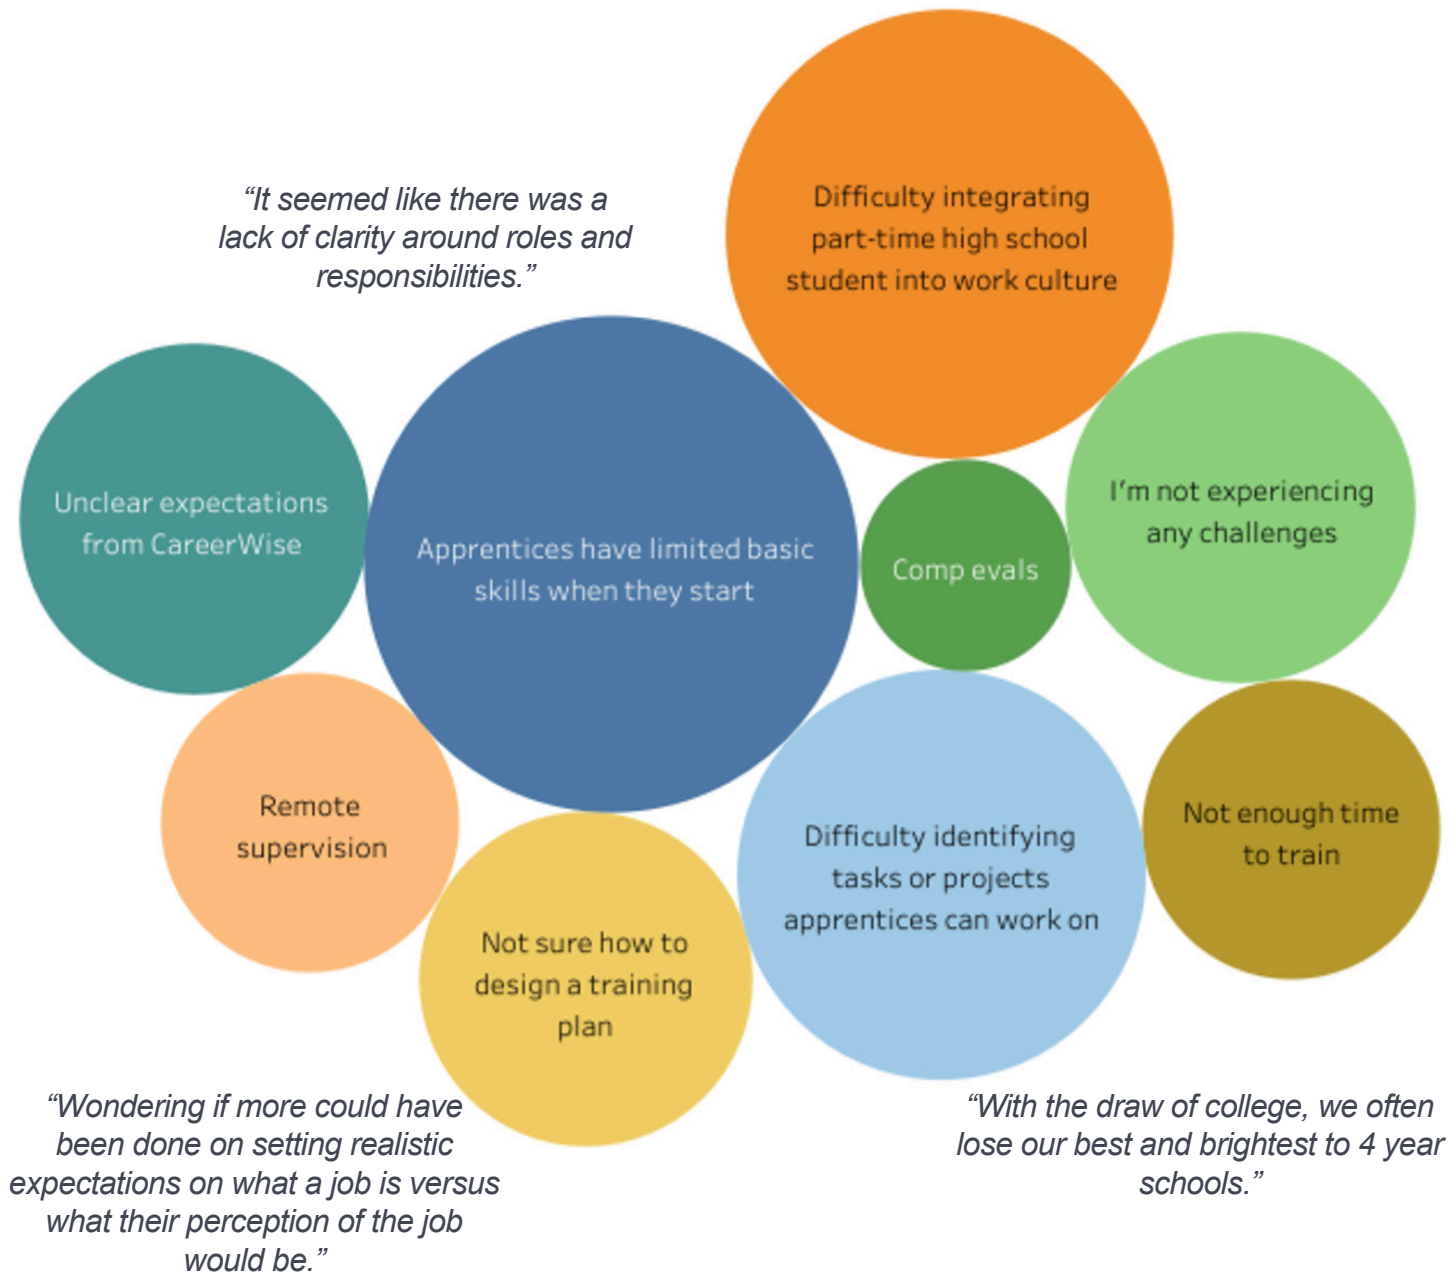 Difficulty integrating
part-time high school
student into work culture
“It seemed like there was a
lack of clarity around roles and
responsibilities.”
Unclear expectations
from CareerWise
Apprentices have limited basic
skills when they start
Comp evals
I’m not experiencing
any challenges
Remote
supervision
Not sure how to
design a training
plan
Difficulty identifying
tasks or projects
apprentices can work on
Not enough time
to train
“Wondering if more could have
been done on setting realistic
expectations on what a job is versus
what their perception of the job
would be.”
“With the draw of college, we often
lose our best and brightest to 4 year
schools.”